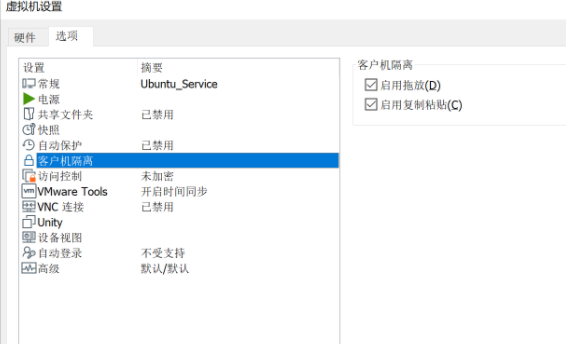 虚拟机设置
硬件 选项
设置 摘要
常规 Ubuntu_Service
电源
共享文件夹 已禁用
快照
自动保护 已禁用
客户机隔离
访问控制 未加密
vm VMware Tools 开启时间同步
VNC 连接 已禁用
Unity
设备视图
自动登录 不受支持
高级 默认/默认
客户机隔离
启用拖放(D)
启用复制粘贴(C)